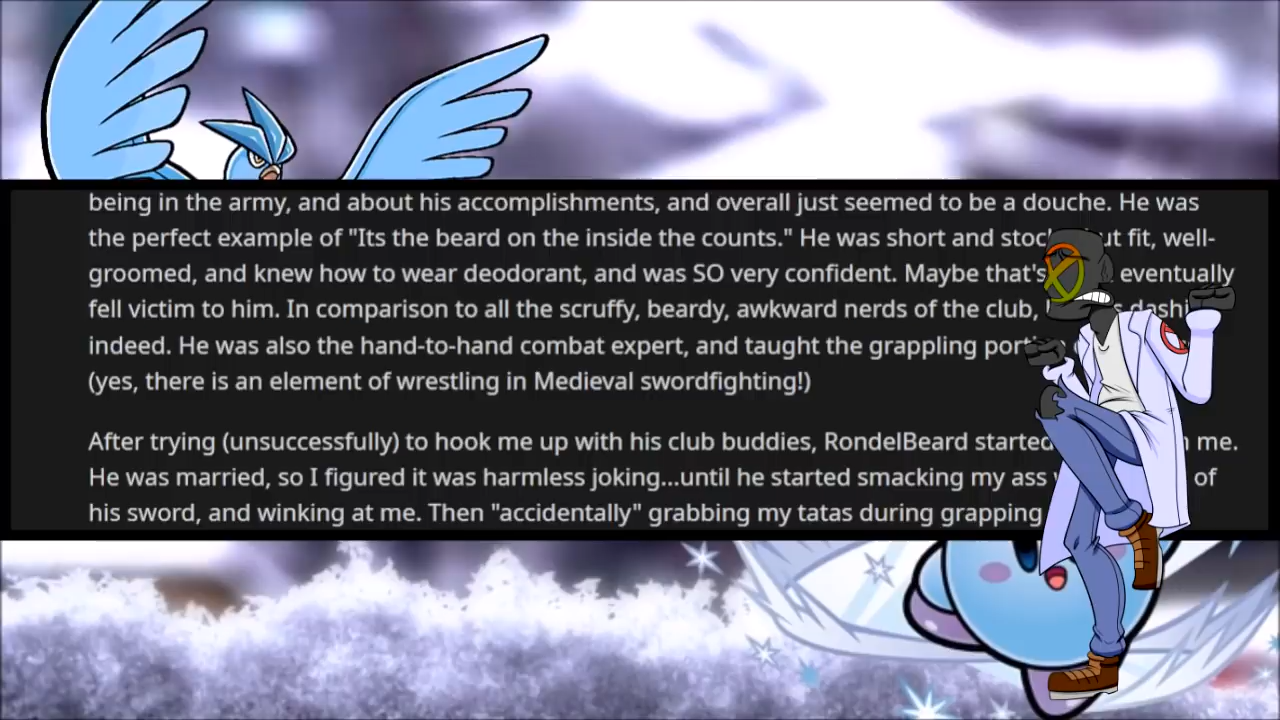 being in the army, and about his accomplishments, and overall just seemed to be a douche. He was
the perfect example of "Its the beard on the inside the counts." He was short and stoc ut fit, well-
groomed, and knew how to wear deodorant, and was SO very confident. Maybe that's eventually
fell victim to him. In comparison to all the scruffy, beardy, awkward nerds of the club, dashi
indeed. He was also the hand-to-hand combat expert, and taught the grappling
(yes, there is an element of wrestling in Medieval swordfighting!)
After trying (unsuccessfully) to hook me up with his club buddies, RondelBeard started me.
He was married, so I figured it was harmless joking...until he started smacking my ass of
his sword, and winking at me. Then "accidentally" grabbing my tatas during grapping